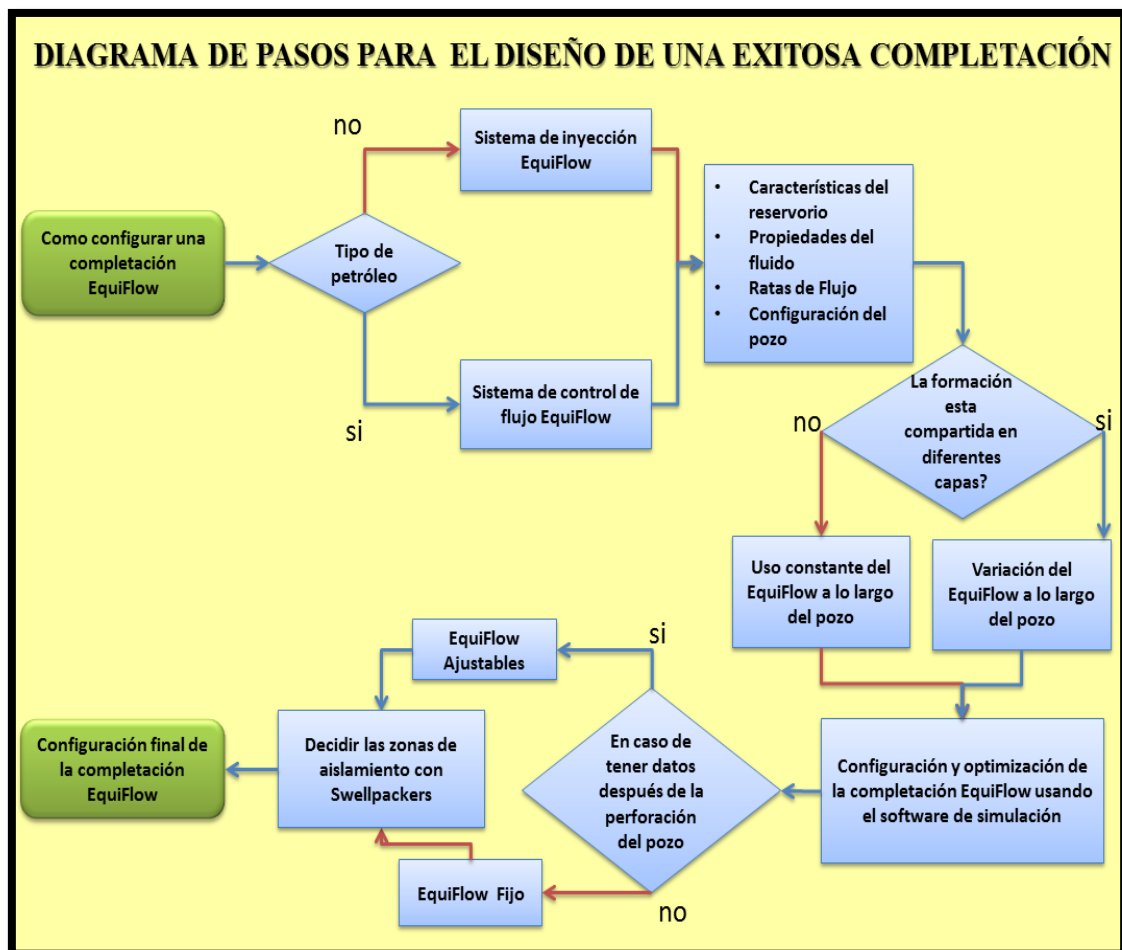 DIAGRAMA DE PASOS PARA EL DISEÑO DE UNA EXITOSA COMPLETACIÓN
Como configurar una
completación
EquiFlow
Tipo de
petróleo
no
Sistema de inyección
EquiFlow
si
Sistema de control de
flujo EquiFlow
• Características del
reservorio
• Propiedades del
fluido
• Ratas de Flujo
• Configuración del
pozo
La formación
esta
compartida en
diferentes
capas?
no
si
Uso constante del
EquiFlow a lo largo
del pozo
Variación del
EquiFlow a lo largo
del pozo
Configuración y optimización de
la completación EquiFlow usando
el software de simulación
En caso de
tener datos
después de la
perforación
del pozo
si
EquiFlow
Ajustables
no
EquiFlow Fijo
Decidir las zonas de
aislamiento con
Swellpackers
Configuración final de
la completación
EquiFlow